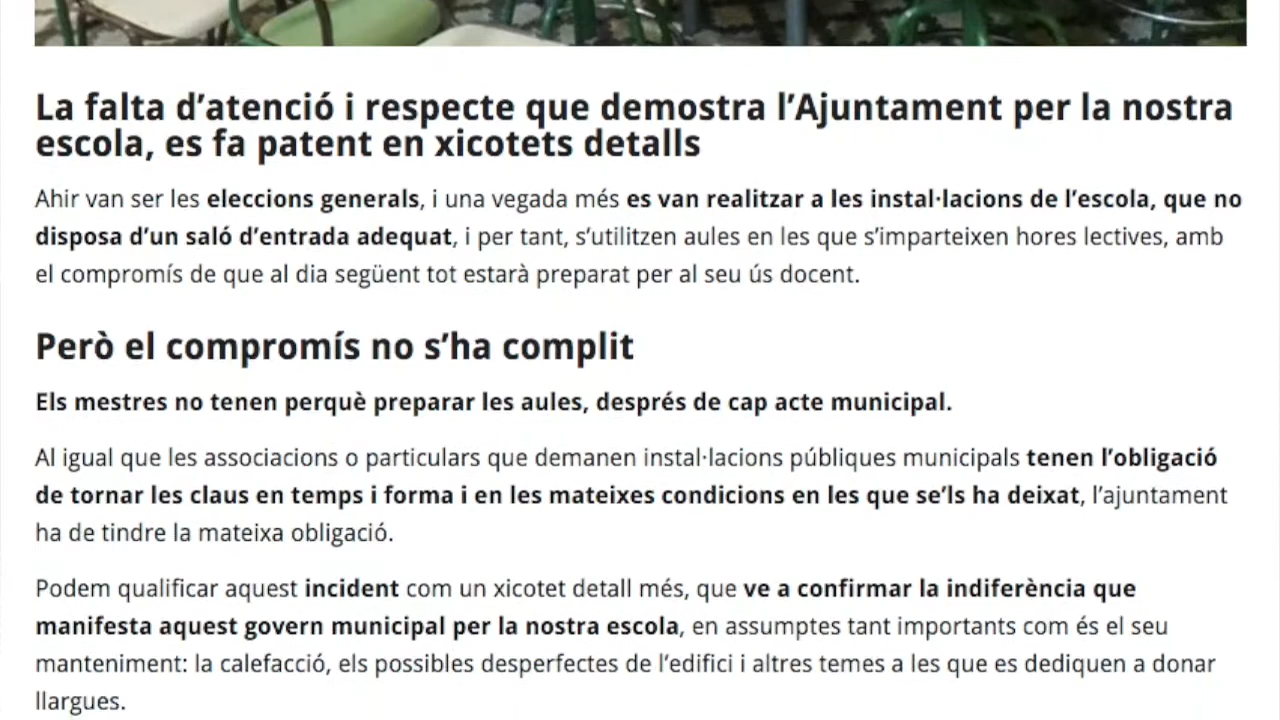 La falta d’atenció i respecte que demostra l’Ajuntament per la nostra
escola, es fa patent en xicotets detalls
Ahir van ser les eleccions generals, i una vegada més es van realitzar a les instal·lacions de l’escola, que no
disposa d’un saló d’entrada adequat, i per tant, s’utilitzen aules en les que s’imparteixen hores lectives, amb
el compromís de que al dia següent tot estarà preparat per al seu ús docent.
Però el compromís no s’ha complit
Els mestres no tenen perquè preparar les aules, després de cap acte municipal.
Al igual que les associacions o particulars que demanen instal·lacions públiques municipals tenen l’obligació
de tornar les claus en temps i forma i en les mateixes condicions en les que se’ls ha deixat, l’ajuntament
ha de tindre la mateixa obligació.
Podem qualificar aquest incident com un xicotet detall més, que ve a confirmar la indiferència que
manifesta aquest govern municipal per la nostra escola, en assumptes tant importants com és el seu
manteniment: la calefacció, els possibles desperfectes de l’edifici i altres temes a les que es dediquen a donar
llargues.